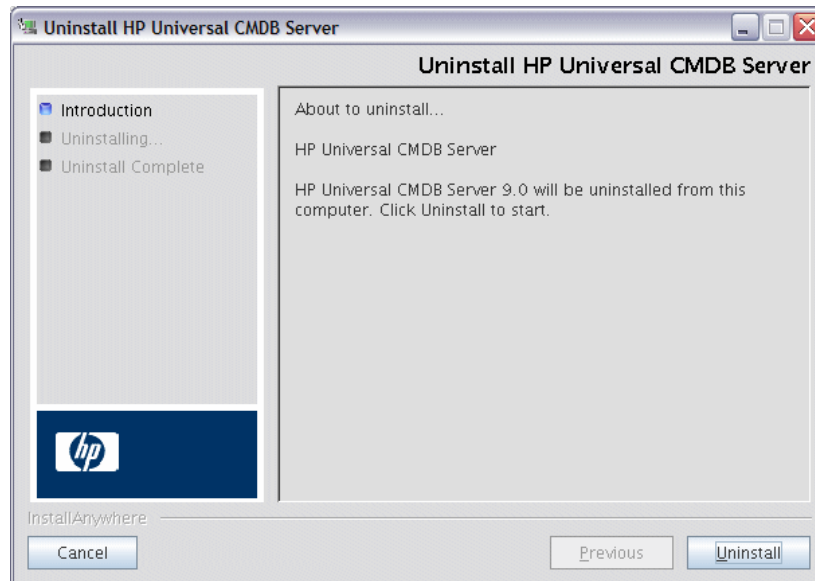 Uninstall HP Universal CMDB Server
Uninstall HP Universal CMDB Server
Introduction
Uninstalling...
Uninstall Complete
About to uninstall...
HP Universal CMDB Server
HP Universal CMDB Server 9.0 will be uninstalled from this
computer. Click Uninstall to start.
hp
InstallAnywhere
Cancel
Previous
Uninstall